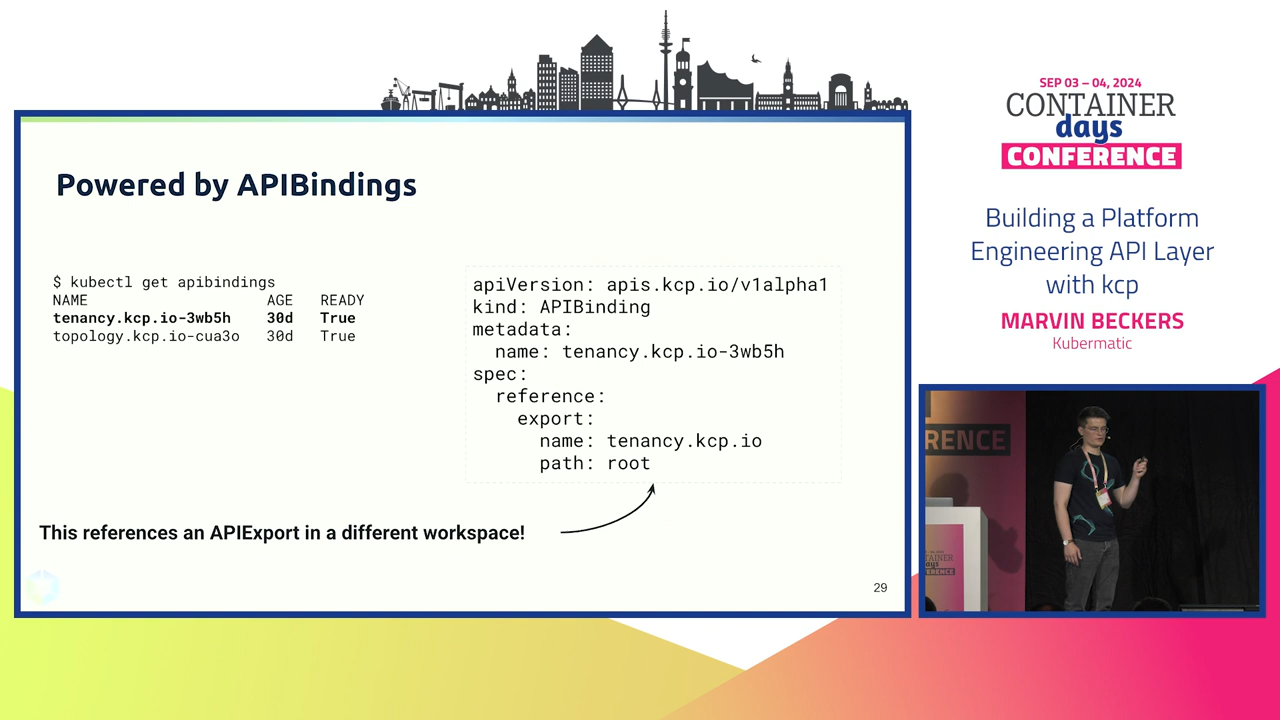 SEP 03 – 04, 2024
CONTAINER
days
CONFERENCE
Building a Platform
Engineering API Layer
with kcp
MARVIN BECKERS
Kubermatic
Powered by APIBindings
$ kubectl get apibindings
NAME AGE READY
tenancy.kcp.io-3wb5h 30d True
topology.kcp.io-cua3o 30d True
apiVersion: apis.kcp.io/v1alpha1
kind: APIBinding
metadata:
name: tenancy.kcp.io-3wb5h
spec:
reference:
export:
name: tenancy.kcp.io
path: root
This references an APIExport in a different workspace!
29
RENCE
TAINER
days
ERENCE